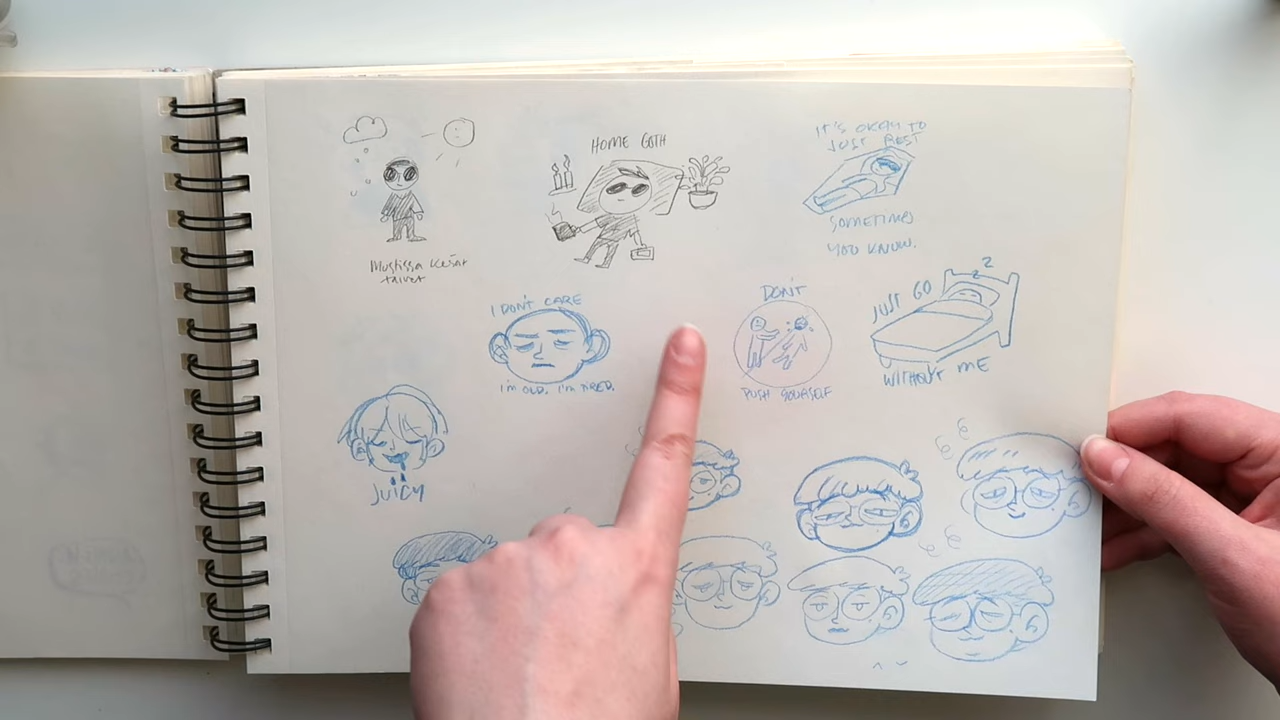 HOME GOTH
IT'S OKAY TO
JUST REST
SOMETIMES
YOU KNOW.
I DON'T CARE
I'M OLD. I'M TIRED.
DON'T
PUSH YOURSELF
Z
Z
JUST GO
WITHOUT ME
JUICY